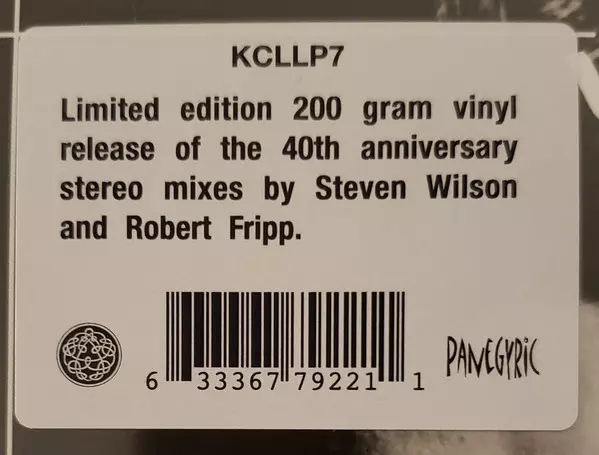 KCLLP7
Limited edition 200 gram vinyl
release of the 40th anniversary
stereo mixes by Steven Wilson
and Robert Fripp.
PANEGYRIC
6 33367 79221 1